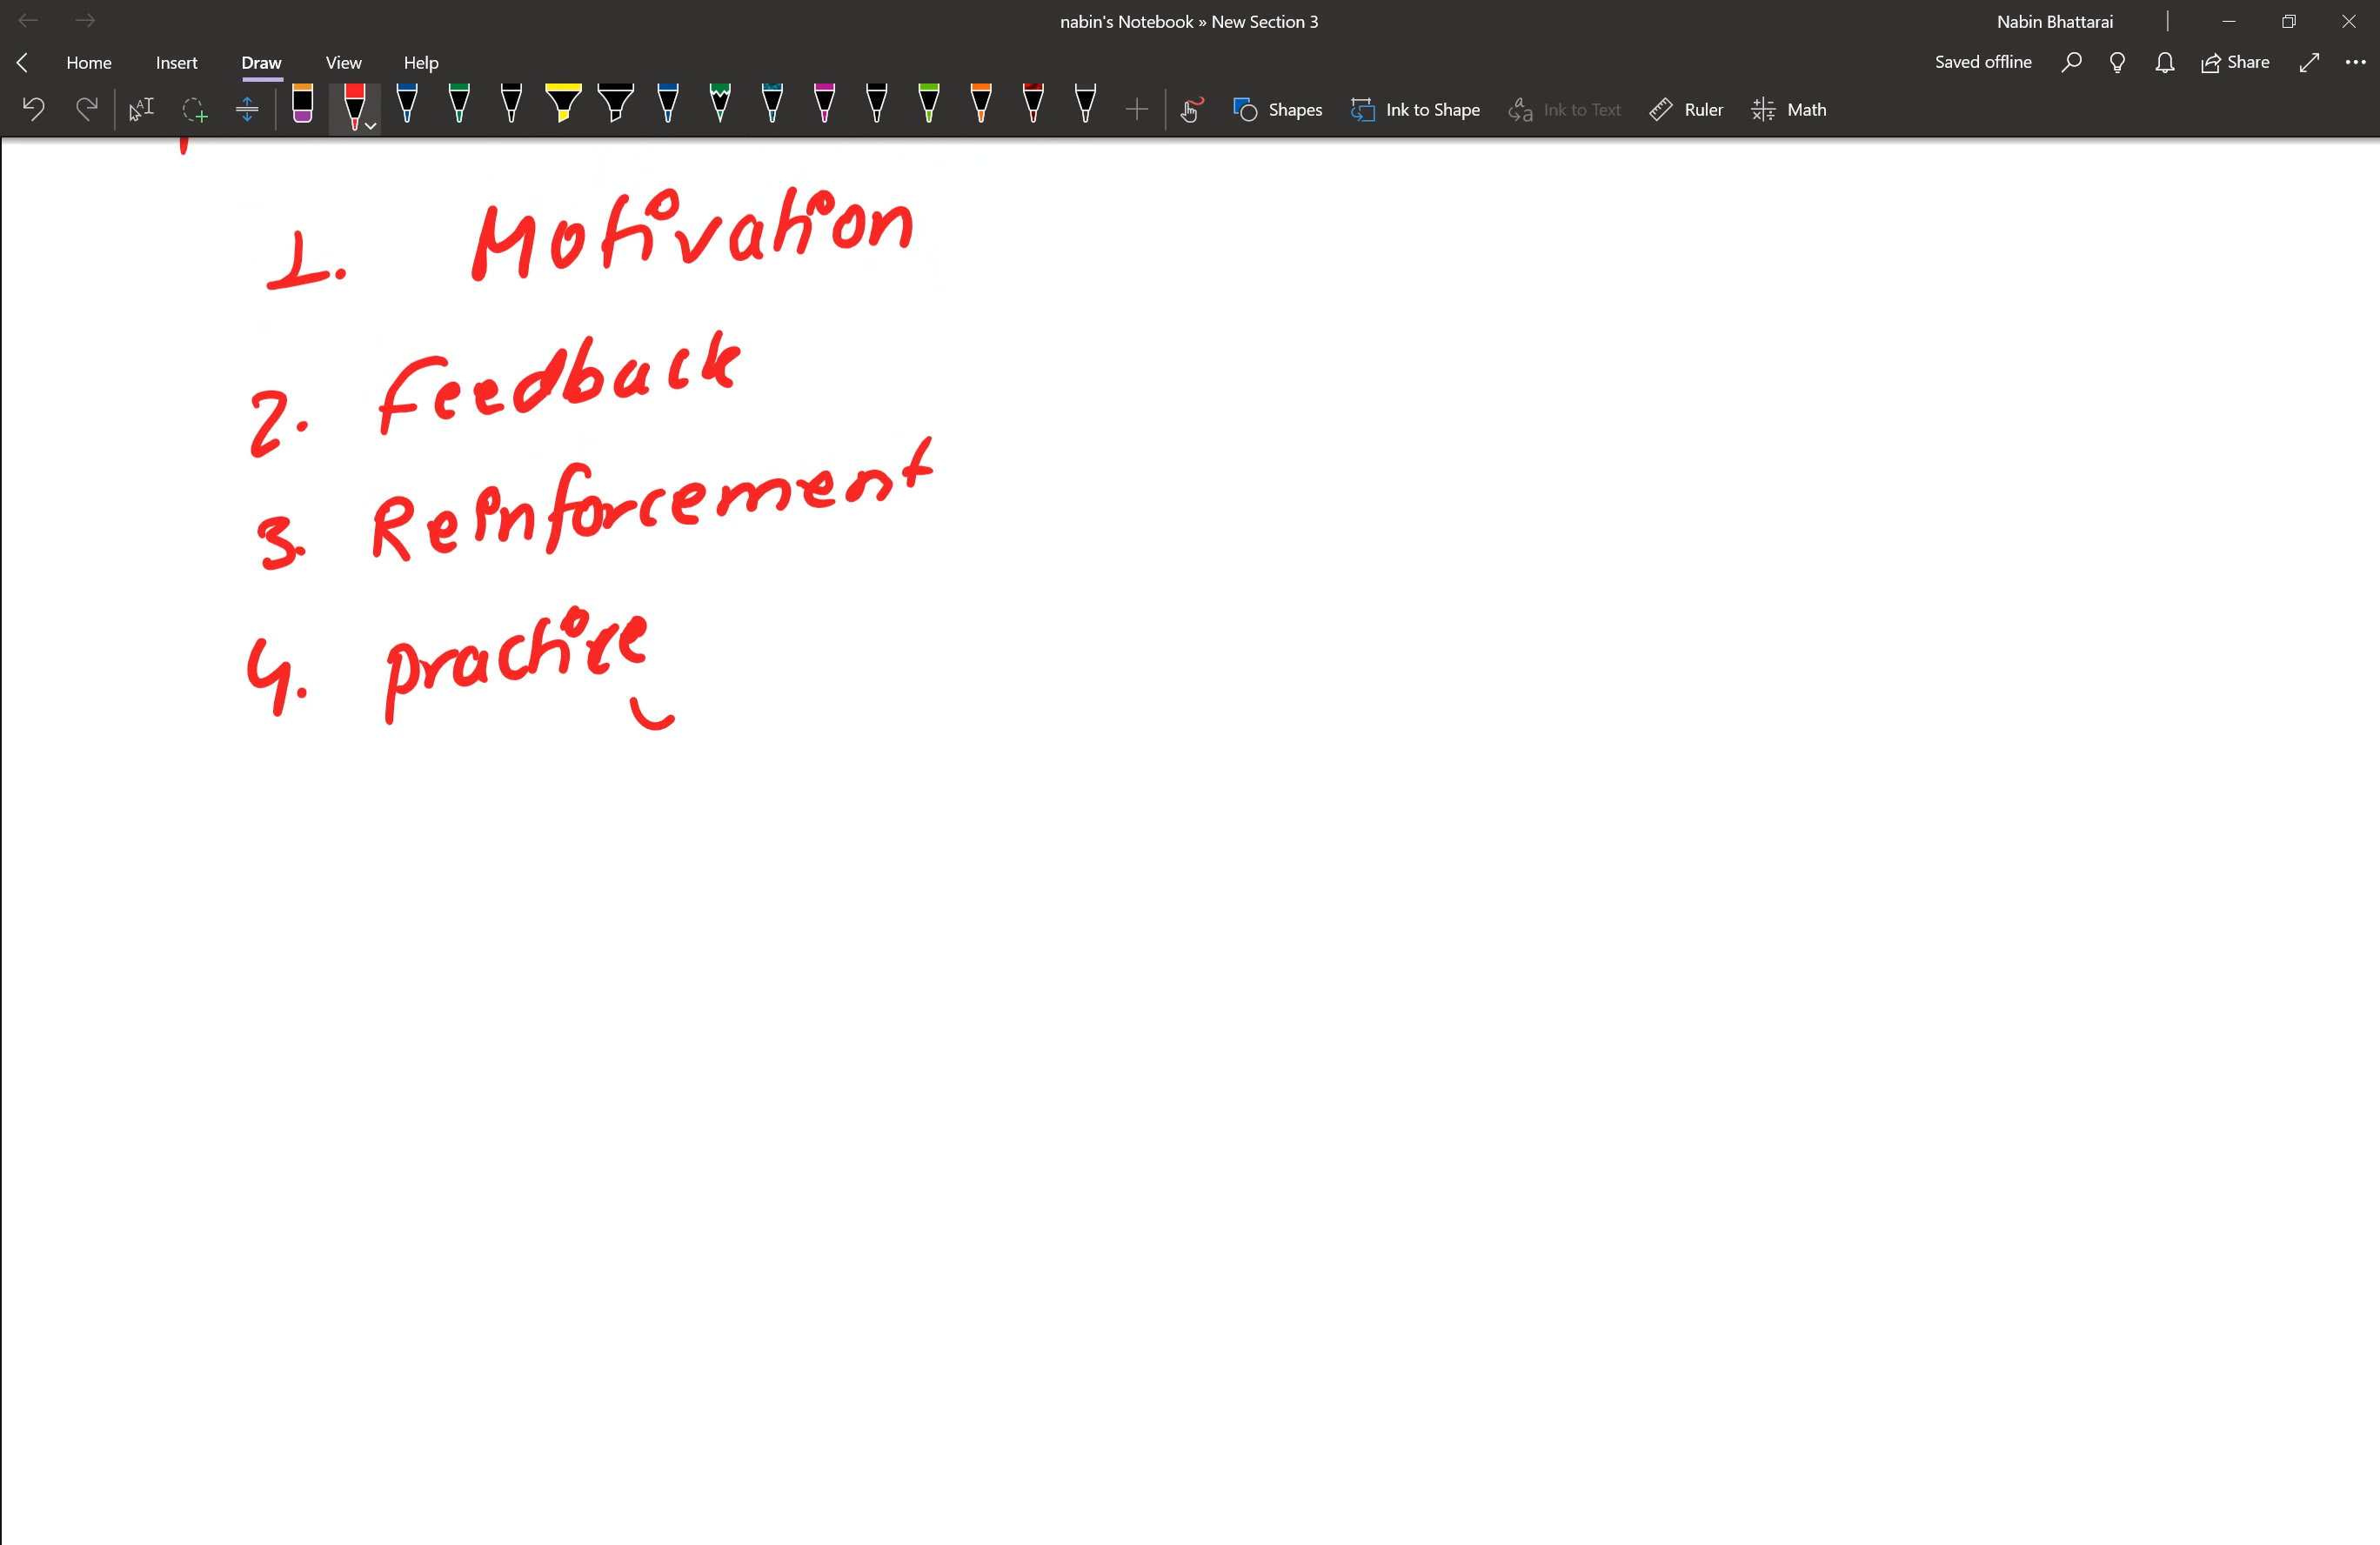 nabin's Notebook » New Section 3
Nabin Bhattarai
Home Insert Draw View Help
Saved offline Share
Shapes Ink to Shape Ink to Text Ruler Math
1. Motivation
2. Feedback
3. Reinforcement
4. practice